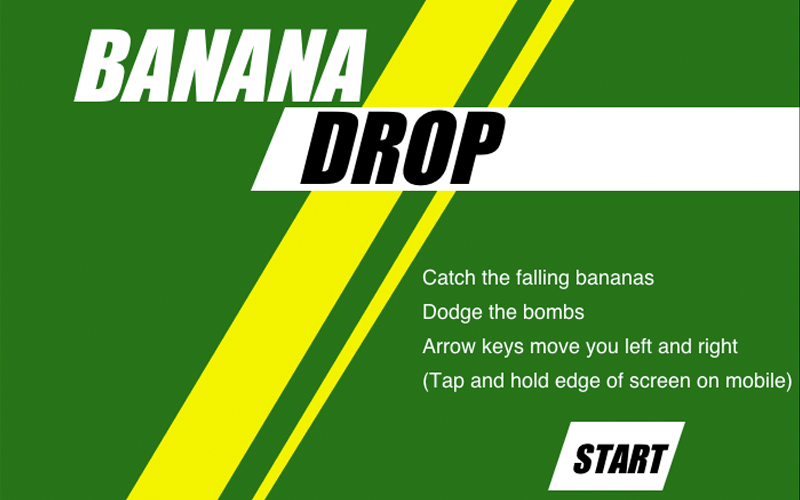 BANANA
DROP
Catch the falling bananas
Dodge the bombs
Arrow keys move you left and right
(Tap and hold edge of screen on mobile)
START